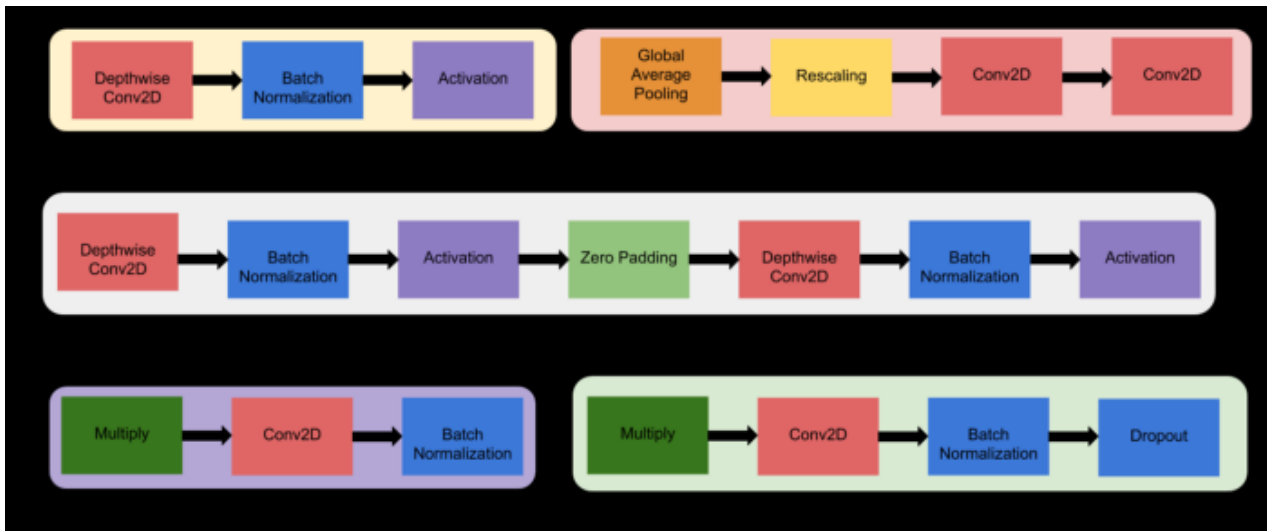 Depthwise
Conv2D
Batch
Normalization
Activation
Global
Average
Pooling
Rescaling
Conv2D
Conv2D
Depthwise
Conv2D
Batch
Normalization
Activation
Zero Padding
Depthwise
Conv2D
Batch
Normalization
Activation
Multiply
Conv2D
Batch
Normalization
Multiply
Conv2D
Batch
Normalization
Dropout